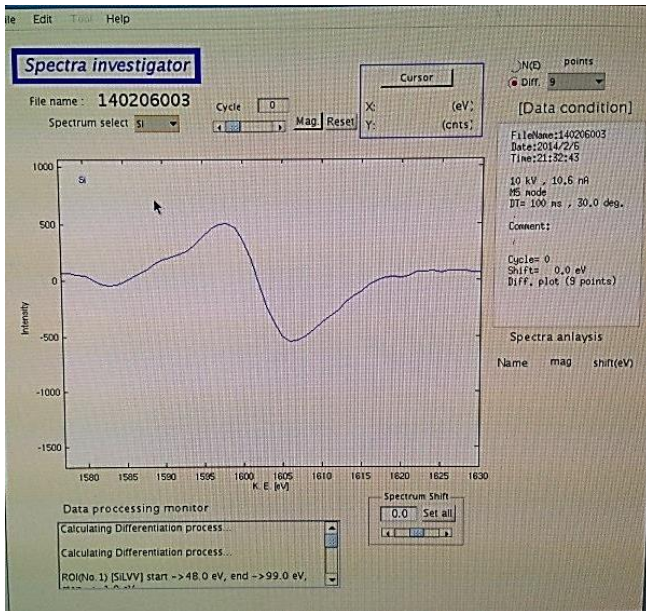 ile Edit Tool Help
Spectra investigator
File name : 140206003
Cycle 0
Spectrum select Si
Mag. Reset
Cursor
X: (eV)
Y: (cnts)
N(E) points
Diff. 9
[Data condition]
FileName:140206003
Date:2014/2/6
Time:21:32:43
10 kV , 10.6 nA
M5 mode
DT= 100 ms , 30.0 deg.
Comment:
Cycle= 0
Shift= 0.0 eV
Diff. plot (9 points)
Spectra anlaysis
Name mag shift(eV)
Si
1000
500
0
-500
-1000
-1500
Intensity
1580 1585 1590 1595 1600 1605 1610 1615 1620 1625 1630
K. E. [eV]
Data proccessing monitor
Calculating Differentiation process...
Calculating Differentiation process...
ROI(No.1) [SiLVV] start ->48.0 eV, end ->99.0 eV,
Spectrum Shift
0.0 Set all